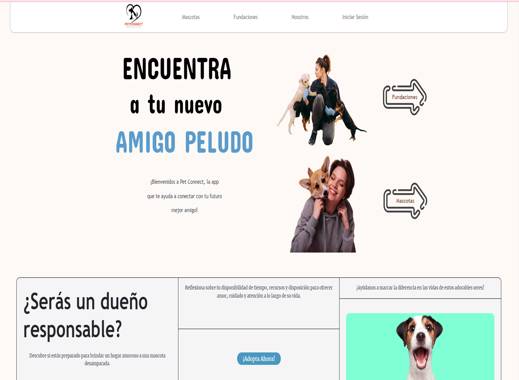 Mascotas
Fundaciones
Nosotros
Iniciar Sesión
ENCUENTRA
a tu nuevo
AMIGO PELUDO
¡Bienvenidos a Pet Connect, la app
que te ayuda a conectar con tu futuro
mejor amigo!
Fundaciones
Mascotas
¿Serás un dueño
responsable?
Descubre si estás preparado para brindar un hogar amoroso a una mascota
desamparada.
Reflexiona sobre tu disponibilidad de tiempo, recursos y disposición para ofrecer
amor, cuidado y atención a lo largo de su vida.
¡Adopta Ahora!
¡Ayúdanos a marcar la diferencia en las vidas de estos adorables seres!